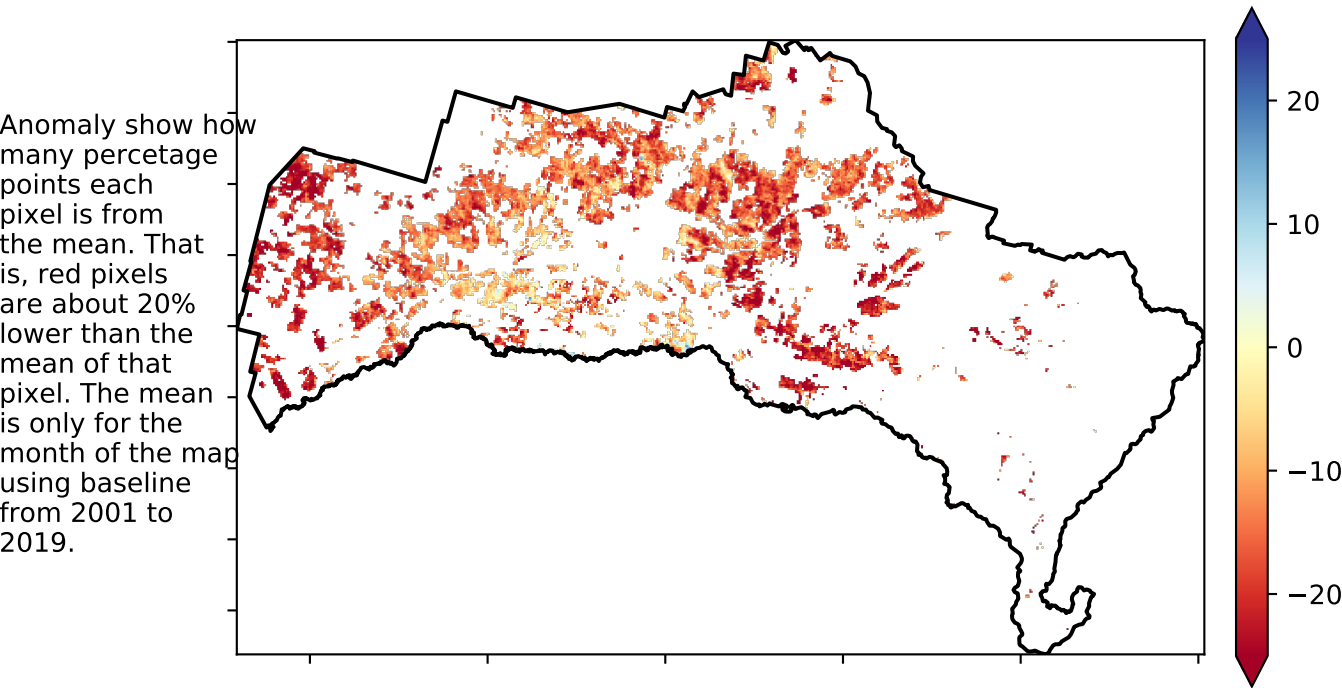 Anomaly show how
many percetage
points each
pixel is from
the mean. That
is, red pixels
are about 20%
lower than the
mean of that
pixel. The mean
is only for the
month of the map
using baseline
from 2001 to
2019.
20
10
0
−10
−20